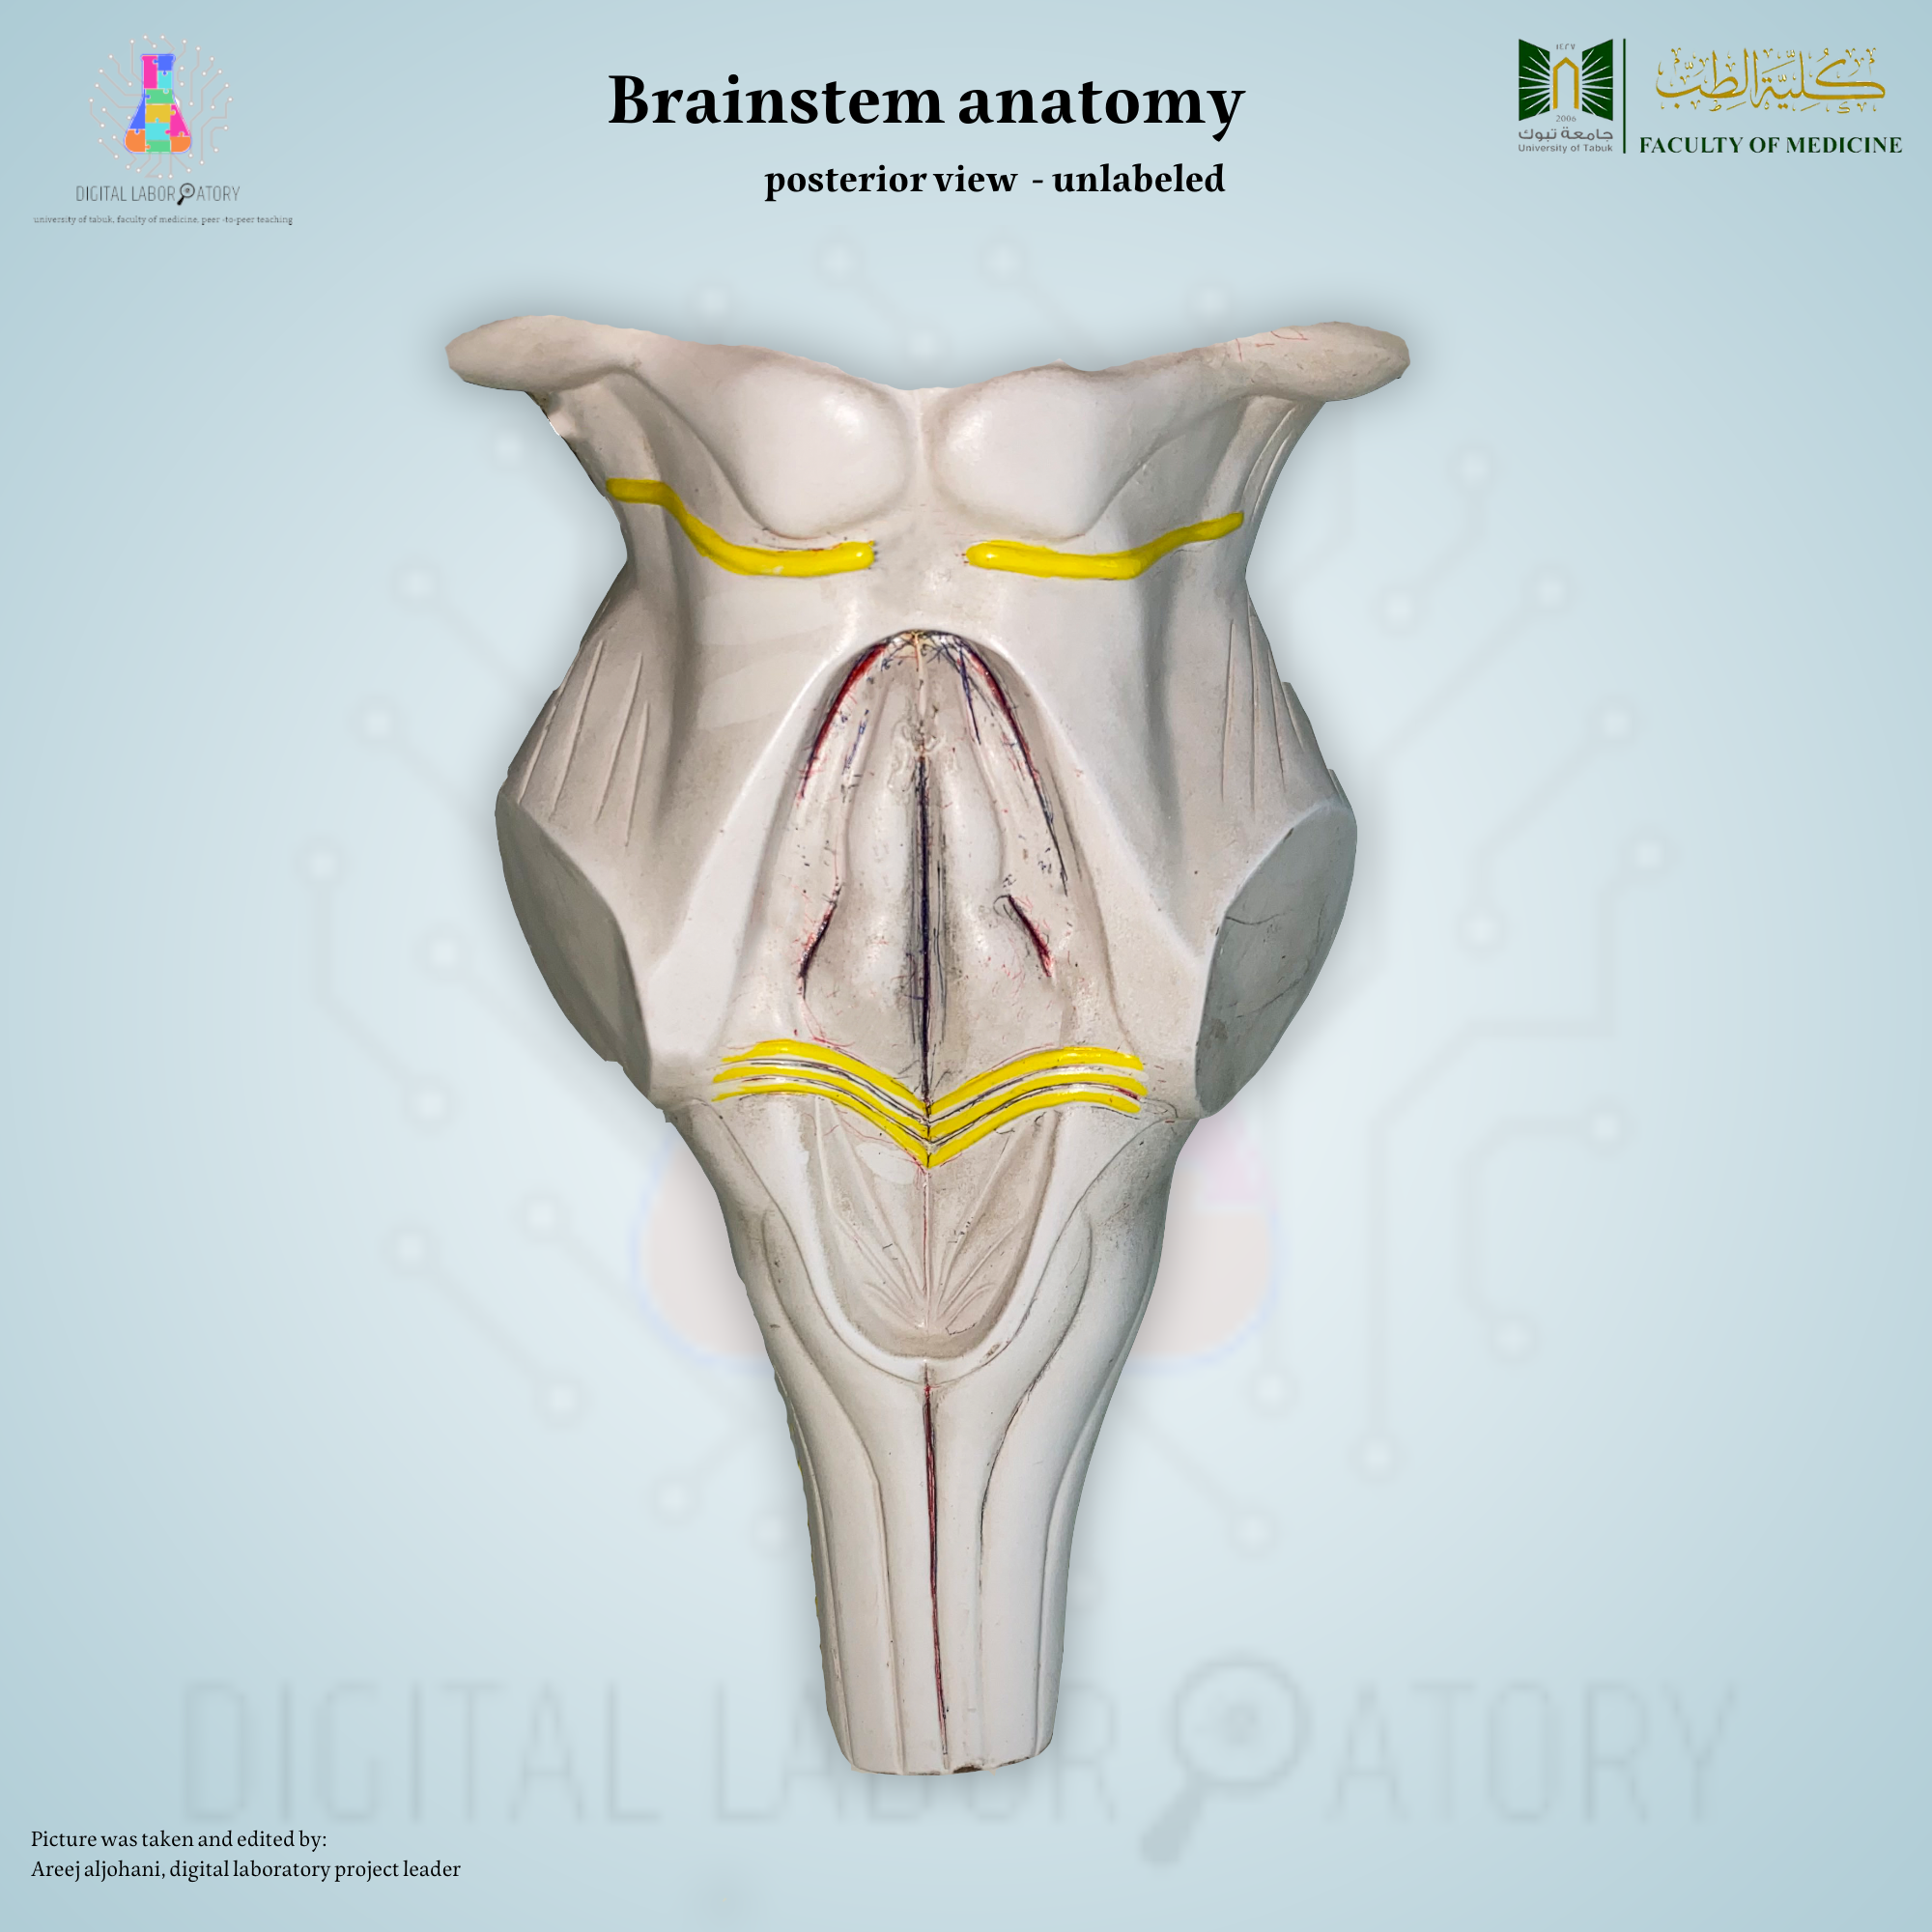 Brainstem anatomy
posterior view - unlabeled
DIGITAL LABORATORY
university of tabuk, faculty of medicine, peer -to-peer teaching
١٤٢٧
2006
جامعة تبوك
University of Tabuk
كلية الطب
FACULTY OF MEDICINE
DIGITAL LABORATORY
Picture was taken and edited by:
Areej aljohani, digital laboratory project leader